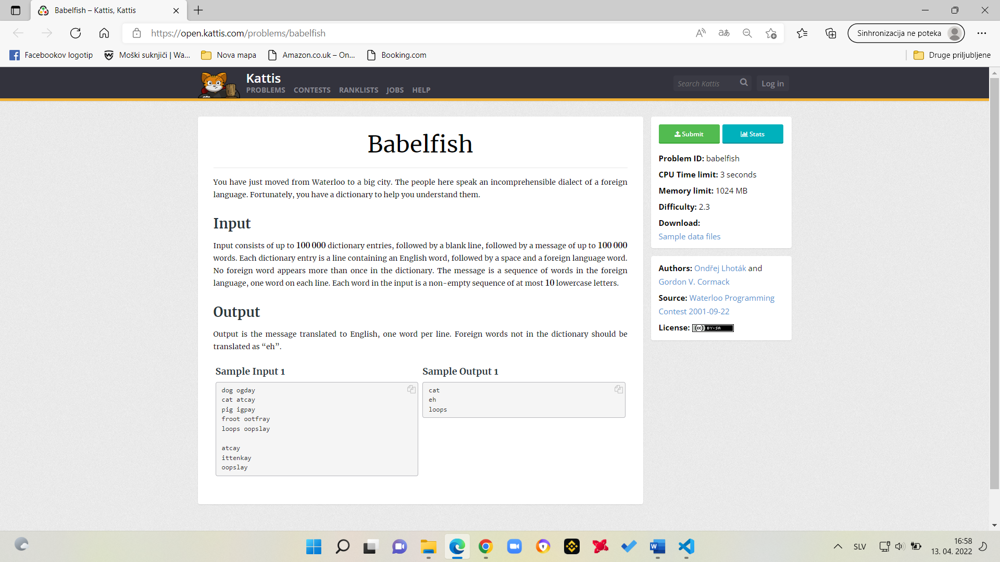 Babelfish – Kattis, Kattis
https://open.kattis.com/problems/babelfish
Sinhronizacija ne poteka
Facebookov logotip
Moški suknjiči | Wa...
Nova mapa
Amazon.co.uk – On...
Booking.com
Druge priljubljene
Kattis
PROBLEMS CONTESTS RANKLISTS JOBS HELP
Search Kattis
Log in
Babelfish
You have just moved from Waterloo to a big city. The people here speak an incomprehensible dialect of a foreign
language. Fortunately, you have a dictionary to help you understand them.
Input
Input consists of up to 100 000 dictionary entries, followed by a blank line, followed by a message of up to 100 000
words. Each dictionary entry is a line containing an English word, followed by a space and a foreign language word.
No foreign word appears more than once in the dictionary. The message is a sequence of words in the foreign
language, one word on each line. Each word in the input is a non-empty sequence of at most 10 lowercase letters.
Output
Output is the message translated to English, one word per line. Foreign words not in the dictionary should be
translated as “eh”.
Sample Input 1
dog ogday
cat atcay
pig igpay
froot ootfray
loops oopslay
atcay
ittenkay
oopslay
Sample Output 1
cat
eh
loops
Submit
Stats
Problem ID: babelfish
CPU Time limit: 3 seconds
Memory limit: 1024 MB
Difficulty: 2.3
Download:
Sample data files
Authors: Ondřej Lhoták and
Gordon V. Cormack
Source: Waterloo Programming
Contest 2001-09-22
License: (cc) BY-SA
SLV
16:58
13. 04. 2022